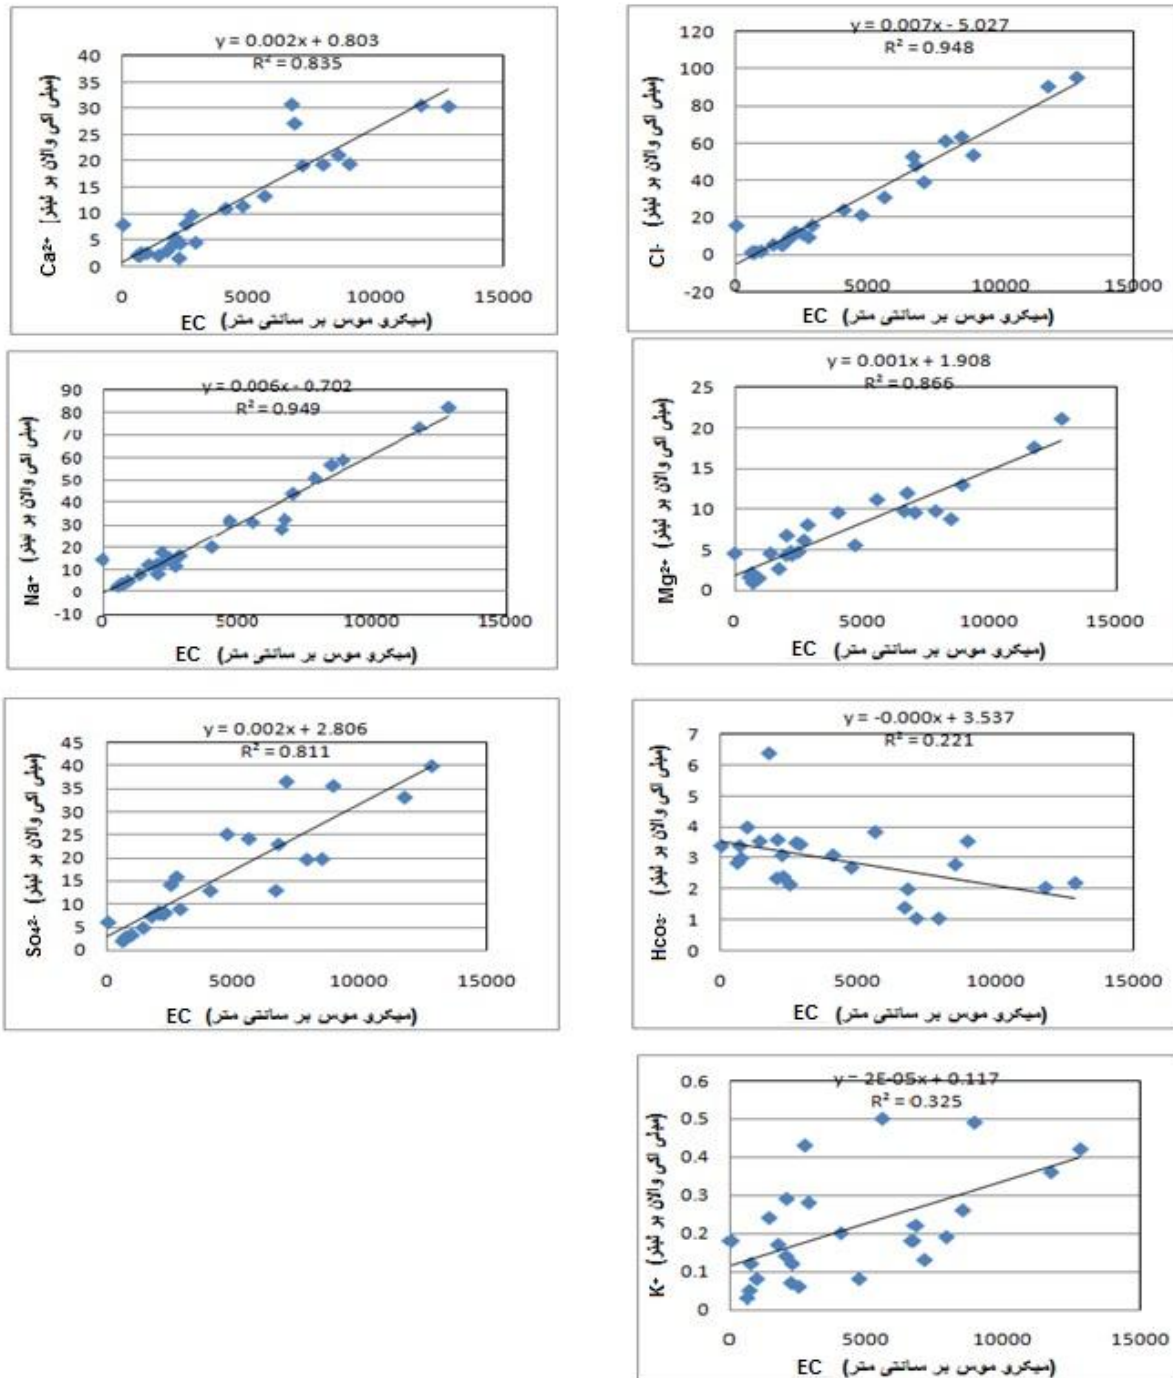 y = 0.002x + 0.803
R² = 0.835
40
35
30
25
20
15
10
5
0
0 5000 10000 15000
Ca²⁺ [میلی اکی والان بر لیتر]
EC (میکرو موس بر سانتی متر)
y = 0.007x - 5.027
R² = 0.948
120
100
80
60
40
20
0
-20
0 5000 10000 15000
Cl- (میلی اکی والان بر لیتر)
EC (میکرو موس بر سانتی متر)
y = 0.006x - 0.702
R² = 0.949
90
80
70
60
50
40
30
20
10
0
-10
0 5000 10000 15000
Na⁺ (میلی اکی والان بر لیتر)
EC (میکرو موس بر سانتی متر)
y = 0.001x + 1.908
R² = 0.866
25
20
15
10
5
0
0 5000 10000 15000
Mg²⁺ (میلی اکی والان بر لیتر)
EC (میکرو موس بر سانتی متر)
y = 0.002x + 2.806
R² = 0.811
45
40
35
30
25
20
15
10
5
0
0 5000 10000 15000
So₄²⁻ (میلی اکی والان بر لیتر)
EC (میکرو موس بر سانتی متر)
y = -0.000x + 3.537
R² = 0.221
7
6
5
4
3
2
1
0
0 5000 10000 15000
Hco₃- (میلی اکی والان بر لیتر)
EC (میکرو موس بر سانتی متر)
y = 2E-05x + 0.117
R² = 0.325
0.6
0.5
0.4
0.3
0.2
0.1
0
0 5000 10000 15000
K⁺ (میلی اکی والان بر لیتر)
EC (میکرو موس بر سانتی متر)